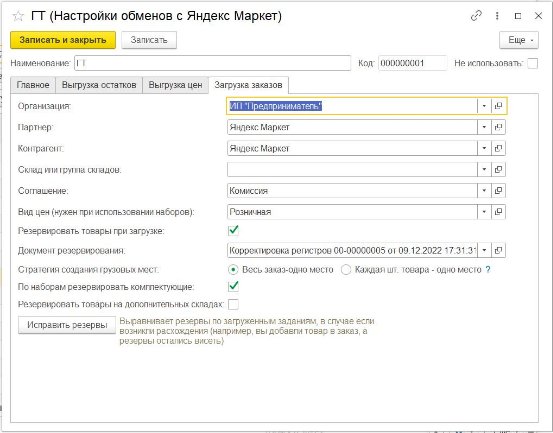 ГТ (Настройки обменов с Яндекс Маркет)
Записать и закрыть Записать Еще
Наименование: ГТ Код: 000000001 Не использовать:
Главное Выгрузка остатков Выгрузка цен Загрузка заказов
Организация: ИП "Предприниматель"
Партнер: Яндекс Маркет
Контрагент: Яндекс Маркет
Склад или группа складов:
Соглашение: Комиссия
Вид цен (нужен при использовании наборов): Розничная
Резервировать товары при загрузке:
Документ резервирования: Корректировка регистров 00-00000005 от 09.12.2022 17:31:31
Стратегия создания грузовых мест: Весь заказ-одно место Каждая шт. товара - одно место ?
По наборам резервировать комплектующие:
Резервировать товары на дополнительных складах:
Исправить резервы Выравнивает резервы по загруженным заданиям, в случае если
возникли расхождения (например, вы добавли товар в заказ, а
резервы остались висеть)